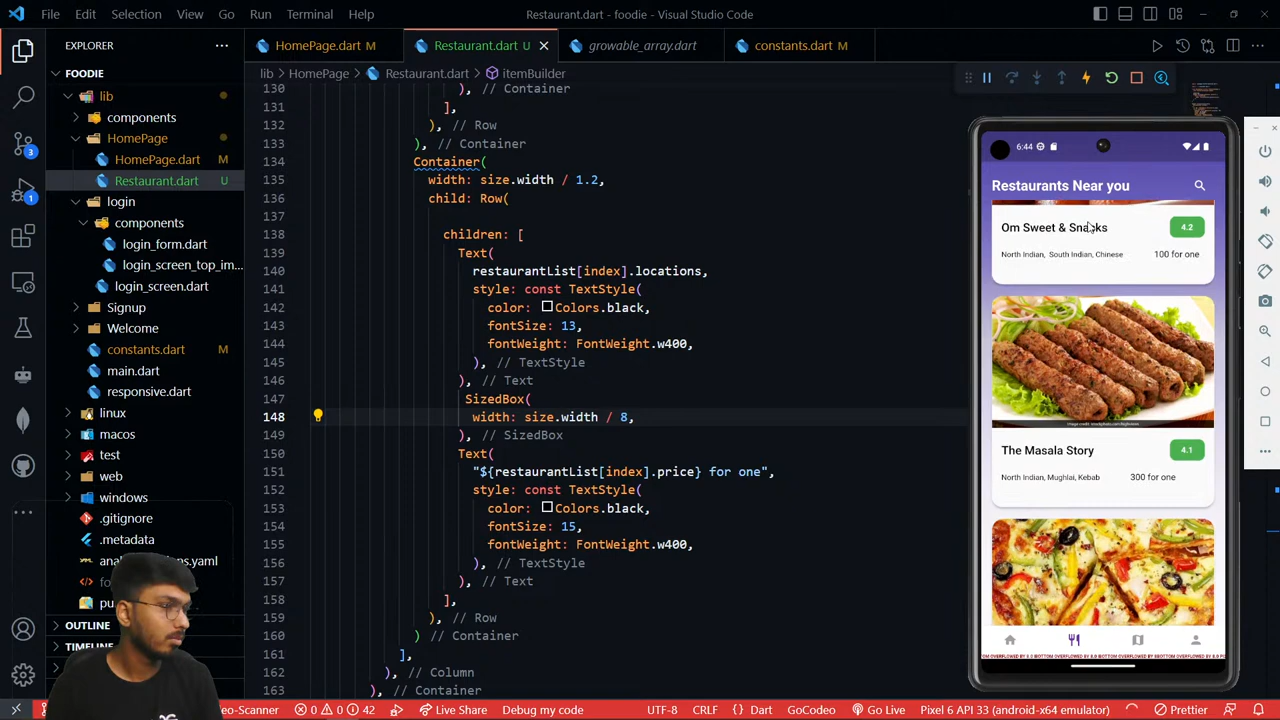 File Edit Selection View Go Run Terminal Help
Restaurant.dart - foodie - Visual Studio Code
EXPLORER
FOODIE
lib
components
HomePage
HomePage.dart M
Restaurant.dart U
login
components
login_form.dart
login_screen_top_im...
login_screen.dart
Signup
Welcome
constants.dart M
main.dart
responsive.dart
linux
macos
test
web
windows
.gitignore
.metadata
OUTLINE
TIMELINE
3
1
HomePage.dart M
Restaurant.dart U
growable_array.dart
constants.dart M
lib > HomePage > Restaurant.dart > itemBuilder
130 ), // Container
131 ],
132 ), // Row
133 ), // Container
134 Container(
135 width: size.width / 1.2,
136 child: Row(
137
138 children: [
139 Text(
140 restaurantList[index].locations,
141 style: const TextStyle(
142 color: Colors.black,
143 fontSize: 13,
144 fontWeight: FontWeight.w400,
145 ), // TextStyle
146 ), // Text
147 SizedBox(
148 width: size.width / 8,
149 ), // SizedBox
150 Text(
151 "${restaurantList[index].price} for one",
152 style: const TextStyle(
153 color: Colors.black,
154 fontSize: 15,
155 fontWeight: FontWeight.w400,
156 ), // TextStyle
157 ), // Text
158 ],
159 ), // Row
160 ) // Container
161 ],
162 ), // Column
163 ), // Container
6:44
Restaurants Near you
Om Sweet & Snacks 4.2
North Indian, South Indian, Chinese 100 for one
The Masala Story 4.1
North Indian, Mughlai, Kebab 300 for one
eo-Scanner 0 0 42 Live Share Debug my code UTF-8 CRLF {} Dart GoCodeo Go Live Pixel 6 API 33 (android-x64 emulator) Prettier